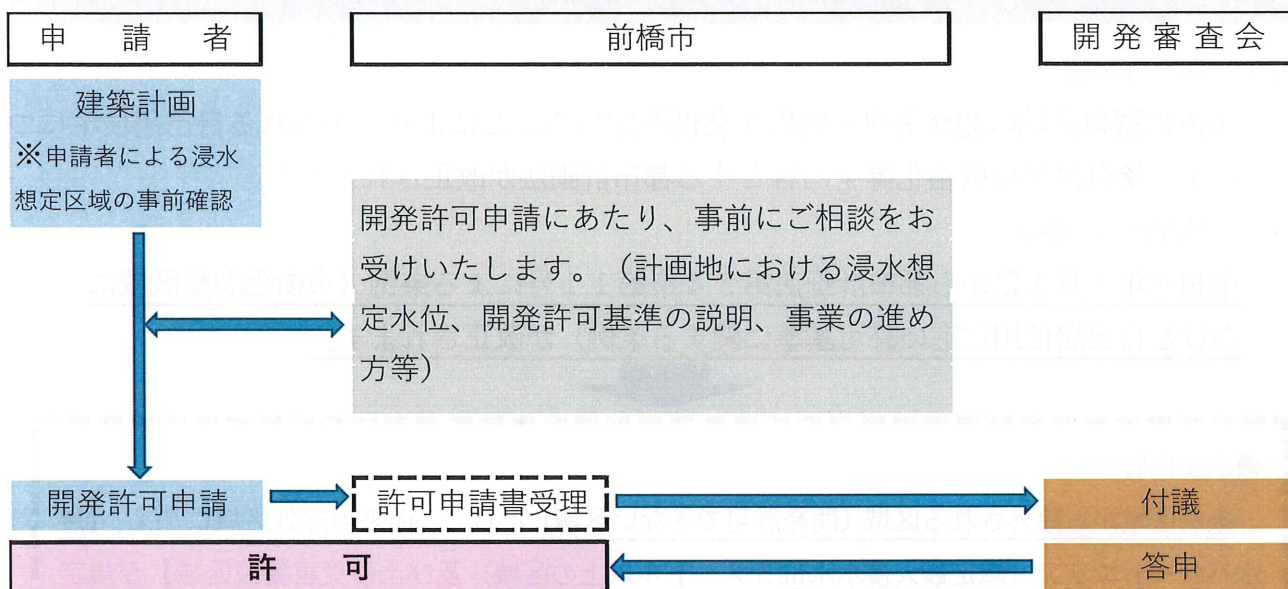 申請者
前橋市
開発審査会
建築計画
※申請者による浸水
想定区域の事前確認
開発許可申請にあたり、事前にご相談をお
受けいたします。（計画地における浸水想
定水位、開発許可基準の説明、事業の進め
方等）
開発許可申請
許可申請書受理
付議
許可
答申